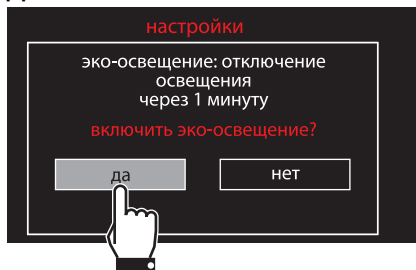 настройки
эко-освещение: отключение
освещения
через 1 минуту
включить эко-освещение?
да
нет